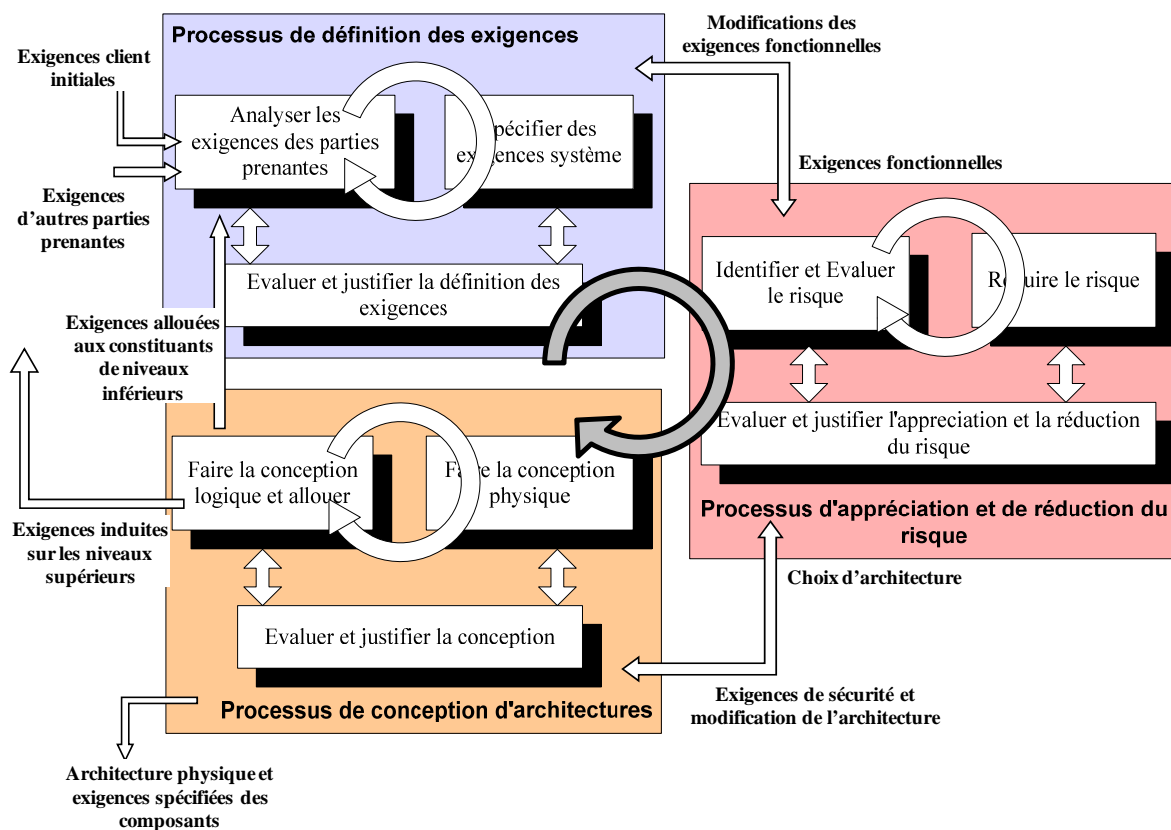 Processus de définition des exigences
Modifications des
exigences fonctionnelles
Exigences client
initiales
Analyser les
exigences des parties
prenantes
Spécifier des
exigences système
Exigences fonctionnelles
Exigences
d'autres parties
prenantes
Identifier et Evaluer
le risque
Réduire le risque
Evaluer et justifier la définition des
exigences
Exigences allouées
aux constituants
de niveaux
inférieurs
Evaluer et justifier l'appreciation et la réduction
du risque
Faire la conception
logique et allouer
Faire la conception
physique
Processus d'appréciation et de réduction du
risque
Exigences induites
sur les niveaux
supérieurs
Choix d'architecture
Evaluer et justifier la conception
Exigences de sécurité et
modification de l'architecture
Processus de conception d'architectures
Architecture physique et
exigences spécifiées des
composants